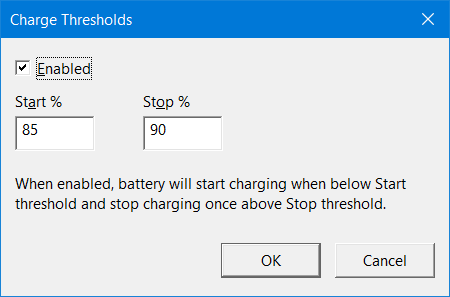 Charge Thresholds
Enabled
Start % Stop %
85 90
When enabled, battery will start charging when below Start
threshold and stop charging once above Stop threshold.
OK Cancel